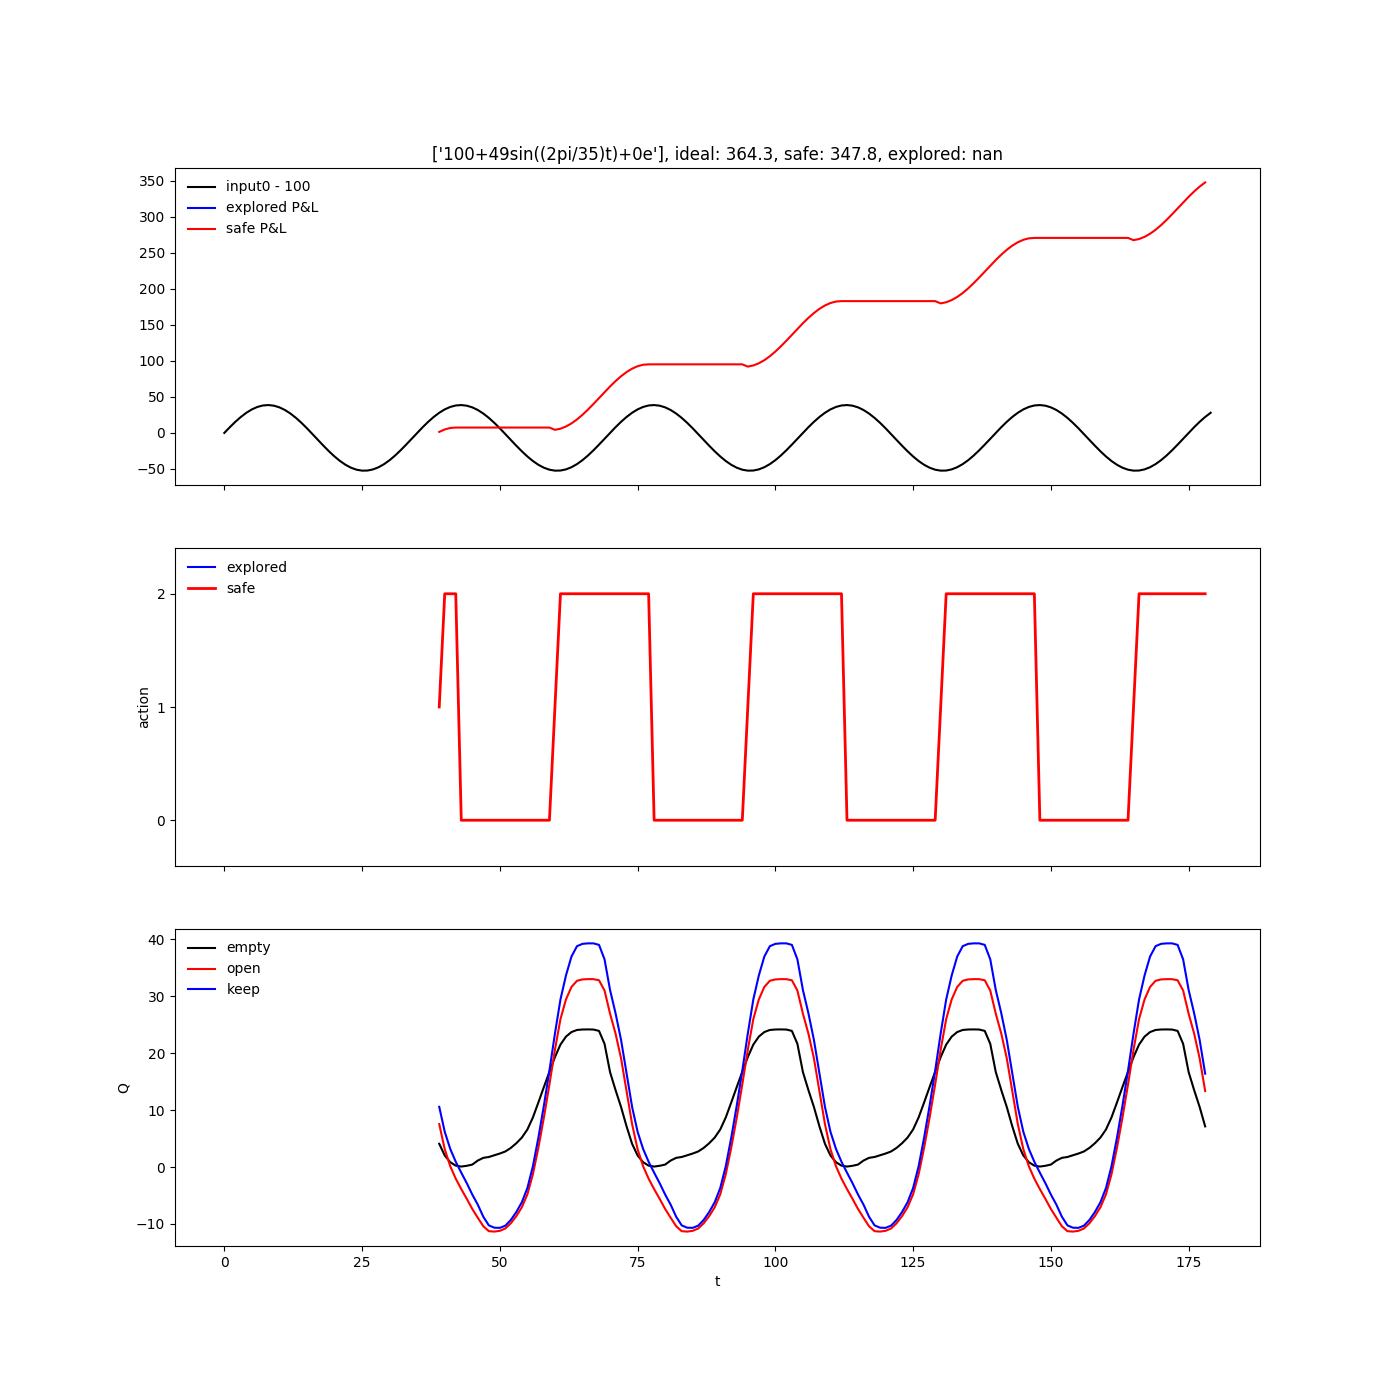 ['100+49sin((2pi/35)t)+0e'], ideal: 364.3, safe: 347.8, explored: nan
350
300
250
200
150
100
50
0
−50
input0 - 100
explored P&L
safe P&L
action
2
1
0
explored
safe
Q
40
30
20
10
0
−10
empty
open
keep
0 25 50 75 100 125 150 175
t